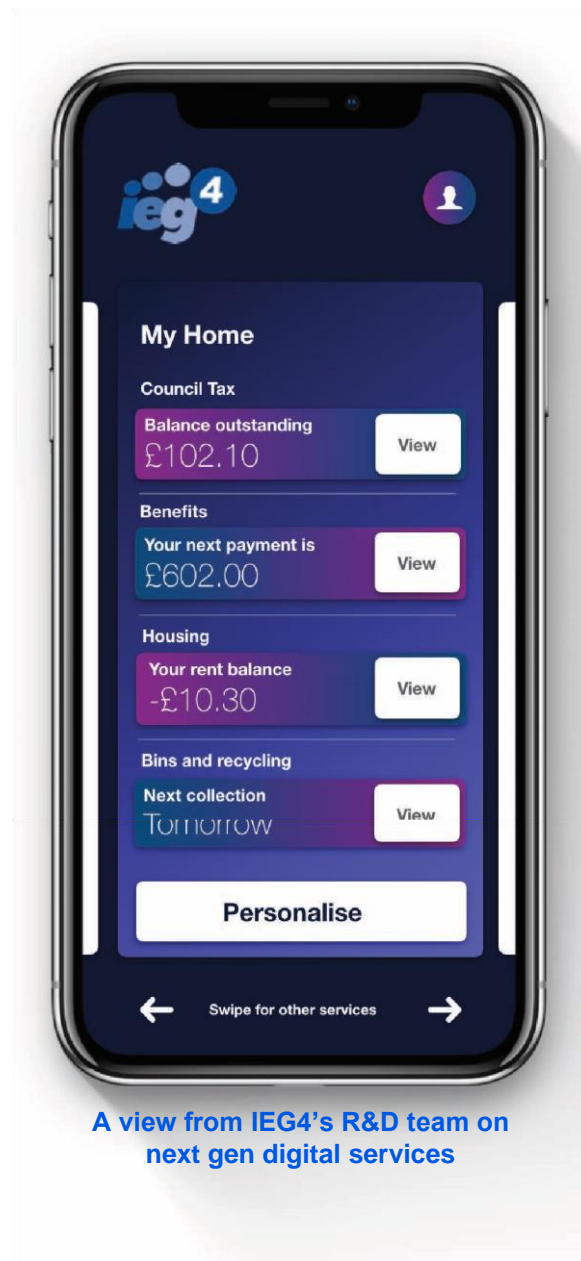 ieg4
My Home
Council Tax
Balance outstanding
£102.10
View
Benefits
Your next payment is
£602.00
View
Housing
Your rent balance
-£10.30
View
Bins and recycling
Next collection
Tomorrow
View
Personalise
Swipe for other services
A view from IEG4’s R&D team on
next gen digital services